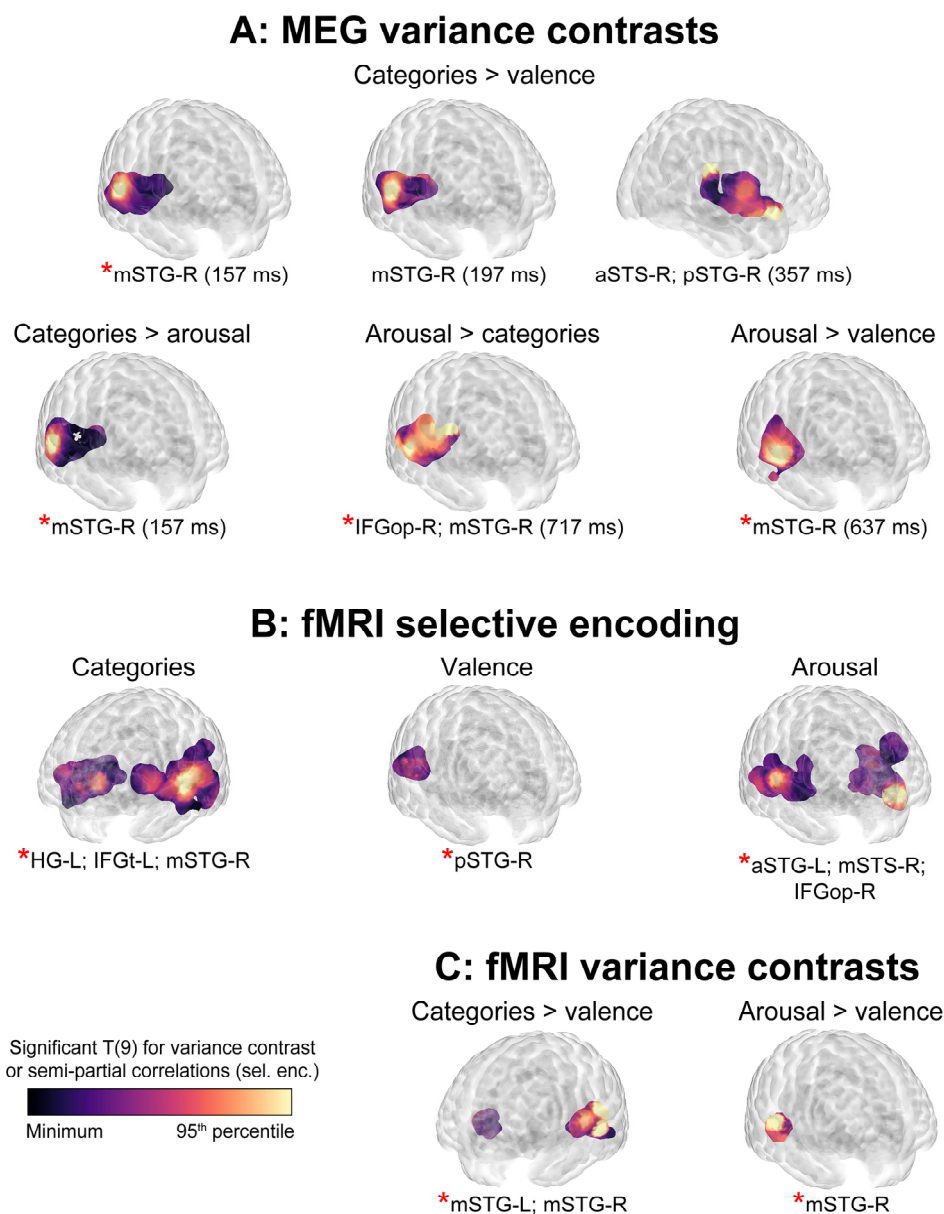 A: MEG variance contrasts
Categories > valence
*mSTG-R (157 ms)
mSTG-R (197 ms)
aSTS-R; pSTG-R (357 ms)
Categories > arousal
Arousal > categories
Arousal > valence
*mSTG-R (157 ms)
*IFGop-R; mSTG-R (717 ms)
*mSTG-R (637 ms)
B: fMRI selective encoding
Categories
Valence
Arousal
*HG-L; IFGt-L; mSTG-R
*pSTG-R
*aSTG-L; mSTS-R;
IFGop-R
C: fMRI variance contrasts
Categories > valence
Arousal > valence
Significant T(9) for variance contrast
or semi-partial correlations (sel. enc.)
Minimum
95th percentile
*mSTG-L; mSTG-R
*mSTG-R